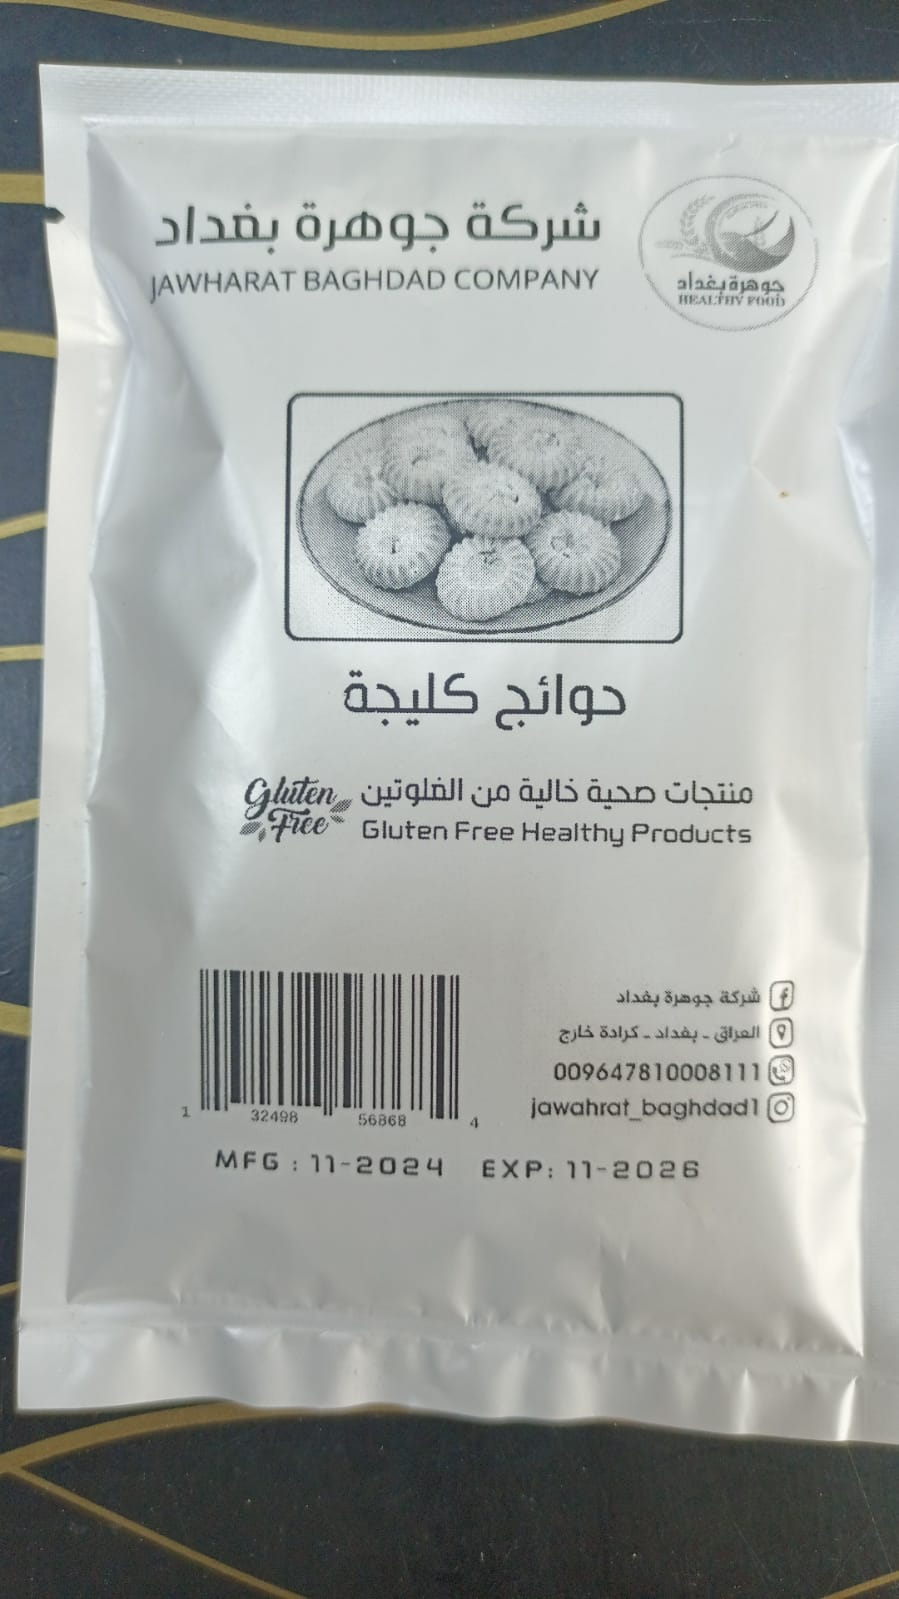 شركة جوهرة بغداد
JAWHARAT BAGHDAD COMPANY
جوهرة بغداد
HEALTHY FOOD
حوائج كليجة
Gluten Free
منتجات صحية خالية من الغلوتين
Gluten Free Healthy Products
شركة جوهرة بغداد
العراق - بغداد - كرادة خارج
009647810008111
jawahrat_baghdad1
1 32498 56868 4
MFG : 11-2024 EXP: 11-2026